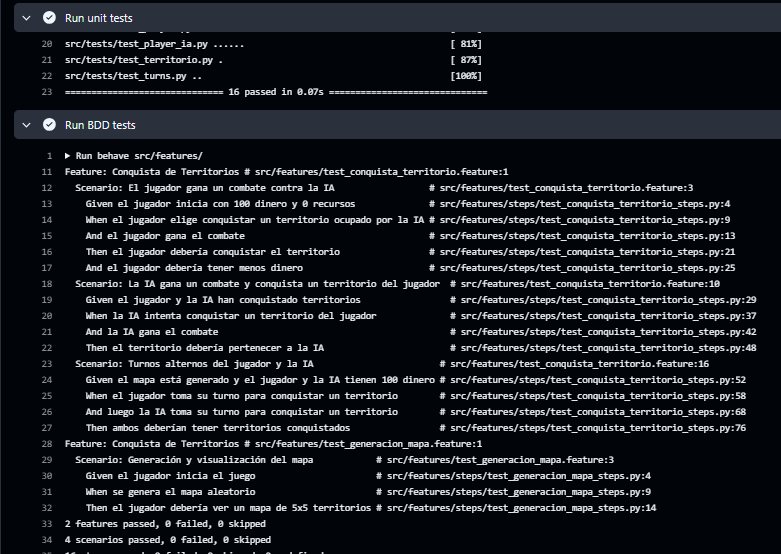 Run unit tests
20 src/tests/test_player_ia.py ...... [ 81%]
21 src/tests/test_territorio.py . [ 87%]
22 src/tests/test_turns.py .. [100%]
23 ============================== 16 passed in 0.07s ==============================
Run BDD tests
1 ▶ Run behave src/features/
11 Feature: Conquista de Territorios # src/features/test_conquista_territorio.feature:1
12 Scenario: El jugador gana un combate contra la IA # src/features/test_conquista_territorio.feature:3
13 Given el jugador inicia con 100 dinero y 0 recursos # src/features/steps/test_conquista_territorio_steps.py:4
14 When el jugador elige conquistar un territorio ocupado por la IA # src/features/steps/test_conquista_territorio_steps.py:9
15 And el jugador gana el combate # src/features/steps/test_conquista_territorio_steps.py:13
16 Then el jugador debería conquistar el territorio # src/features/steps/test_conquista_territorio_steps.py:21
17 And el jugador debería tener menos dinero # src/features/steps/test_conquista_territorio_steps.py:25
18 Scenario: La IA gana un combate y conquista un territorio del jugador # src/features/test_conquista_territorio.feature:10
19 Given el jugador y la IA han conquistado territorios # src/features/steps/test_conquista_territorio_steps.py:29
20 When la IA intenta conquistar un territorio del jugador # src/features/steps/test_conquista_territorio_steps.py:37
21 And la IA gana el combate # src/features/steps/test_conquista_territorio_steps.py:42
22 Then el territorio debería pertenecer a la IA # src/features/steps/test_conquista_territorio_steps.py:48
23 Scenario: Turnos alternos del jugador y la IA # src/features/test_conquista_territorio.feature:16
24 Given el mapa está generado y el jugador y la IA tienen 100 dinero # src/features/steps/test_conquista_territorio_steps.py:52
25 When el jugador toma su turno para conquistar un territorio # src/features/steps/test_conquista_territorio_steps.py:58
26 And luego la IA toma su turno para conquistar un territorio # src/features/steps/test_conquista_territorio_steps.py:68
27 Then ambos deberían tener territorios conquistados # src/features/steps/test_conquista_territorio_steps.py:76
28 Feature: Conquista de Territorios # src/features/test_generacion_mapa.feature:1
29 Scenario: Generación y visualización del mapa # src/features/test_generacion_mapa.feature:3
30 Given el jugador inicia el juego # src/features/steps/test_generacion_mapa_steps.py:4
31 When se genera el mapa aleatorio # src/features/steps/test_generacion_mapa_steps.py:9
32 Then el jugador debería ver un mapa de 5x5 territorios # src/features/steps/test_generacion_mapa_steps.py:14
33 2 features passed, 0 failed, 0 skipped
34 4 scenarios passed, 0 failed, 0 skipped